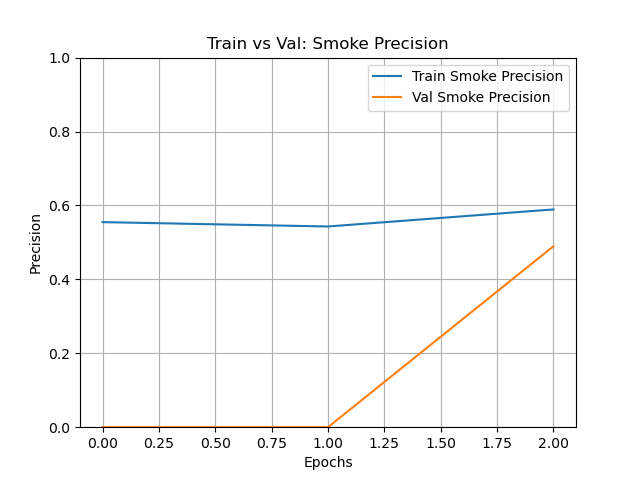 Train vs Val: Smoke Precision
1.0
Train Smoke Precision
Val Smoke Precision
0.8
0.6
Precision
0.4
0.2
0.0
0.00 0.25 0.50 0.75 1.00 1.25 1.50 1.75 2.00
Epochs